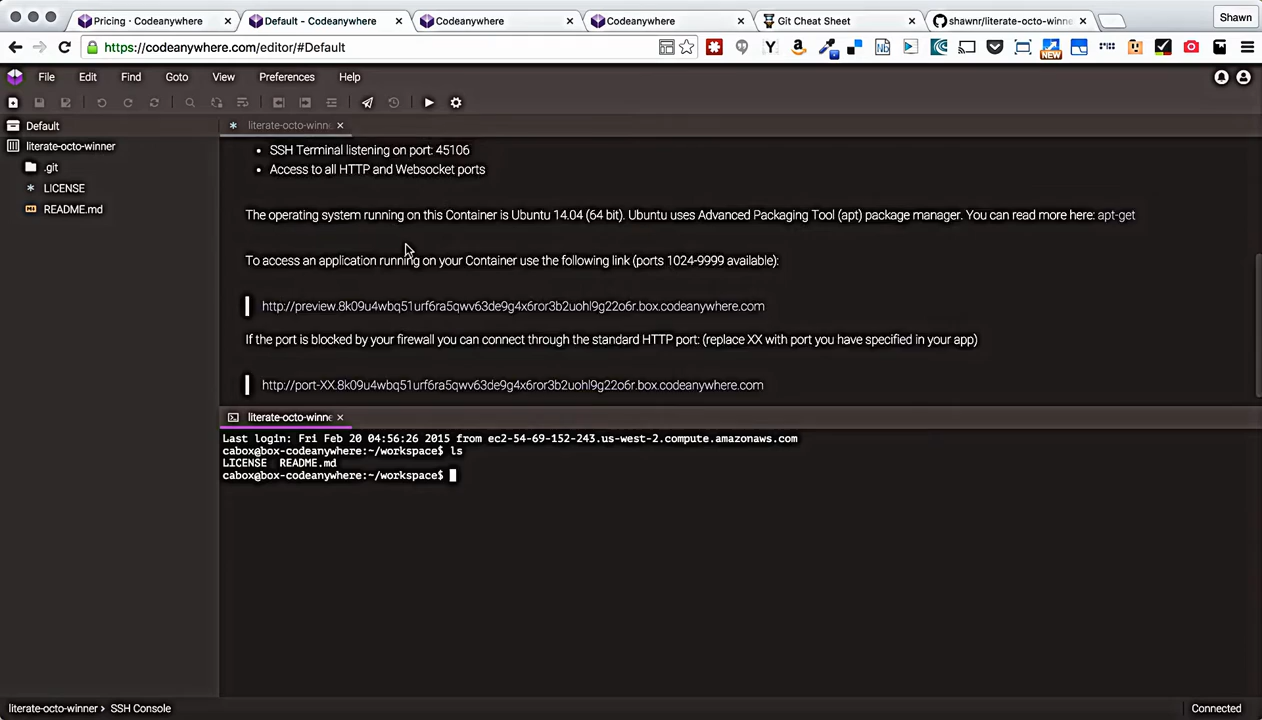 Pricing · Codeanywhere
Default - Codeanywhere
Codeanywhere
Codeanywhere
Git Cheat Sheet
shawnr/literate-octo-winne
Shawn
https://codeanywhere.com/editor/#Default
NEW
File Edit Find Goto View Preferences Help
Default
literate-octo-winner
.git
LICENSE
README.md
literate-octo-winne
SSH Terminal listening on port: 45106
Access to all HTTP and Websocket ports
The operating system running on this Container is Ubuntu 14.04 (64 bit). Ubuntu uses Advanced Packaging Tool (apt) package manager. You can read more here: apt-get
To access an application running on your Container use the following link (ports 1024-9999 available):
http://preview.8k09u4wbq51urf6ra5qwv63de9g4x6ror3b2uohl9g22o6r.box.codeanywhere.com
If the port is blocked by your firewall you can connect through the standard HTTP port: (replace XX with port you have specified in your app)
http://port-XX.8k09u4wbq51urf6ra5qwv63de9g4x6ror3b2uohl9g22o6r.box.codeanywhere.com
literate-octo-winne
Last login: Fri Feb 20 04:56:26 2015 from ec2-54-69-152-243.us-west-2.compute.amazonaws.com
cabox@box-codeanywhere:~/workspace$ ls
LICENSE README.md
cabox@box-codeanywhere:~/workspace$
literate-octo-winner > SSH Console
Connected